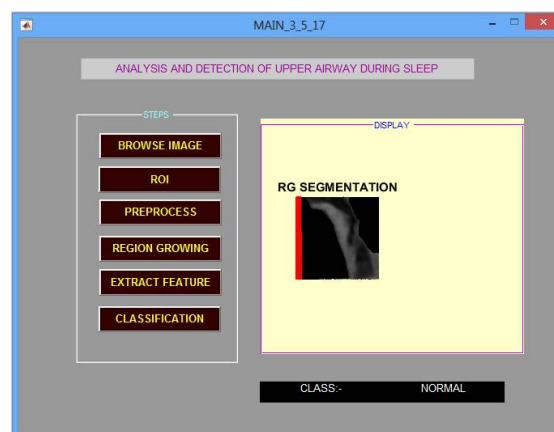 MAIN_3_5_17
ANALYSIS AND DETECTION OF UPPER AIRWAY DURING SLEEP
STEPS
BROWSE IMAGE
ROI
PREPROCESS
REGION GROWING
EXTRACT FEATURE
CLASSIFICATION
DISPLAY
RG SEGMENTATION
CLASS:- NORMAL